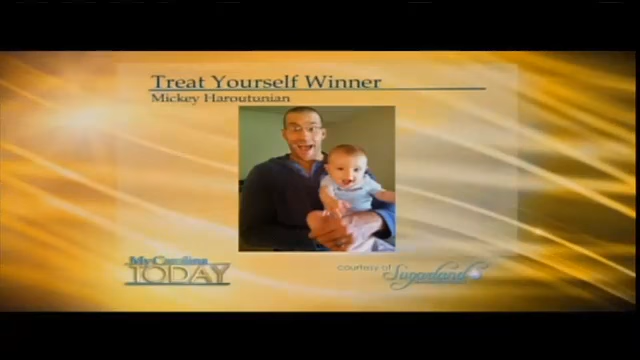 Treat Yourself Winner
Mickey Haroutunian
My Carolina
TODAY
courtesy of
Sugarland